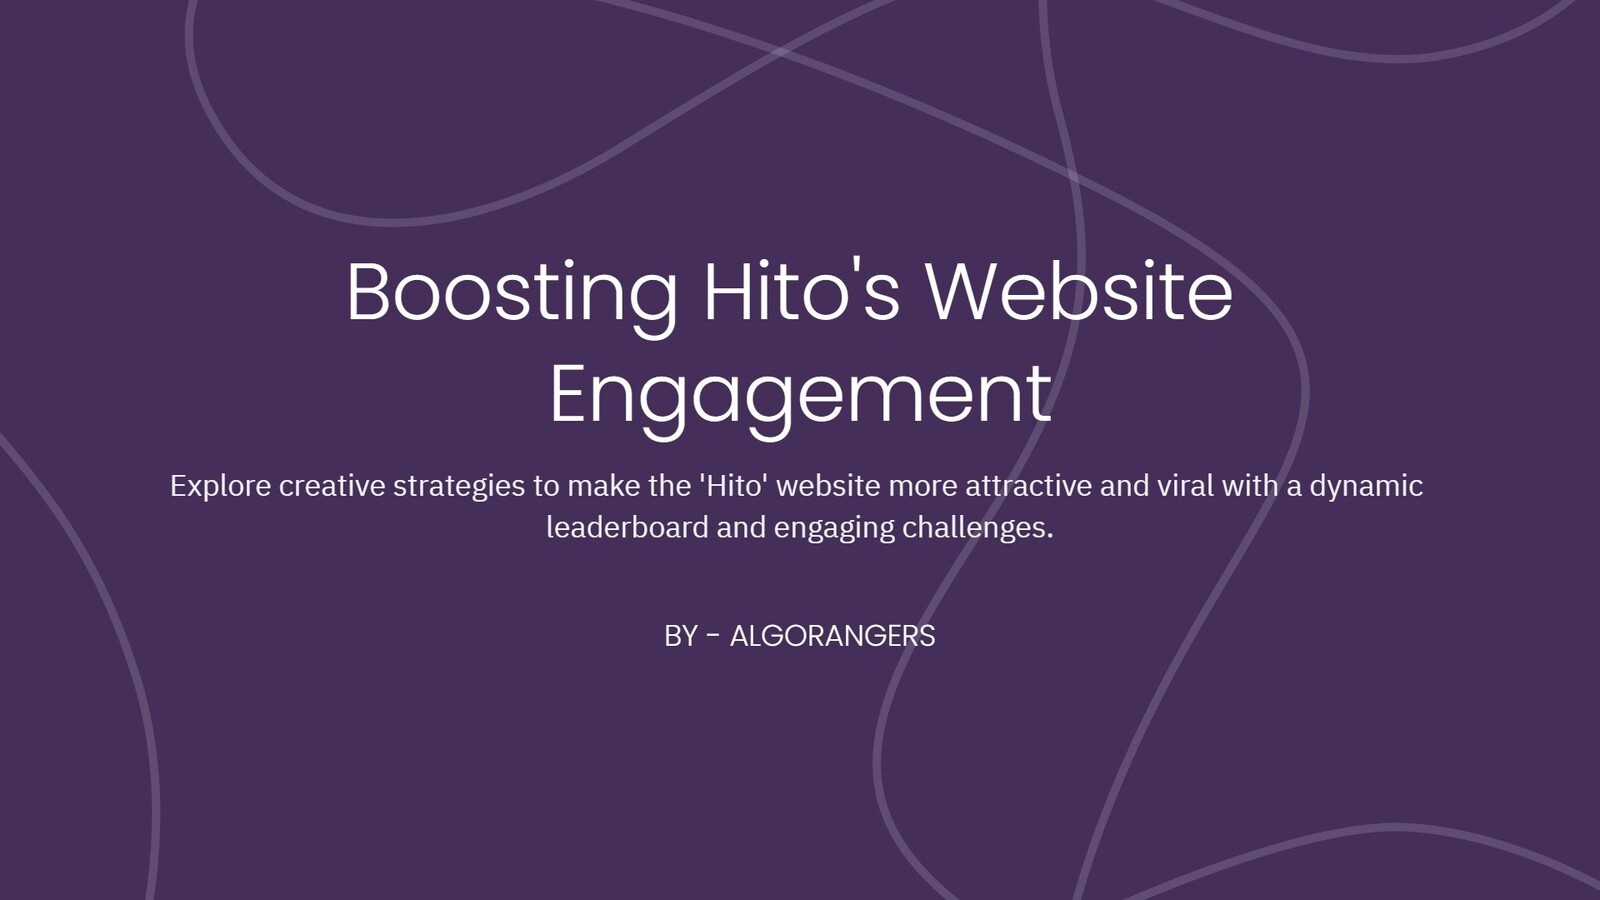 Boosting Hito's Website
Engagement
Explore creative strategies to make the 'Hito' website more attractive and viral with a dynamic
leaderboard and engaging challenges.
BY - ALGORANGERS